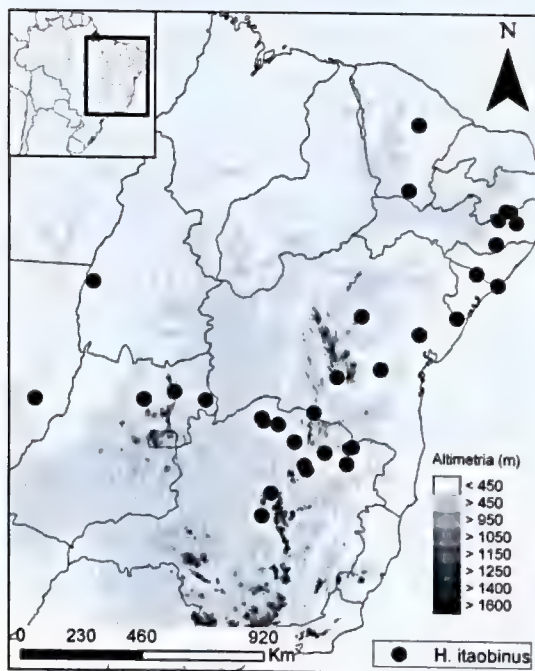 N
Altimetria (m)
< 450
> 450
> 950
> 1050
> 1150
> 1250
> 1400
> 1600
0 230 460 920
Km
H. itaobinus